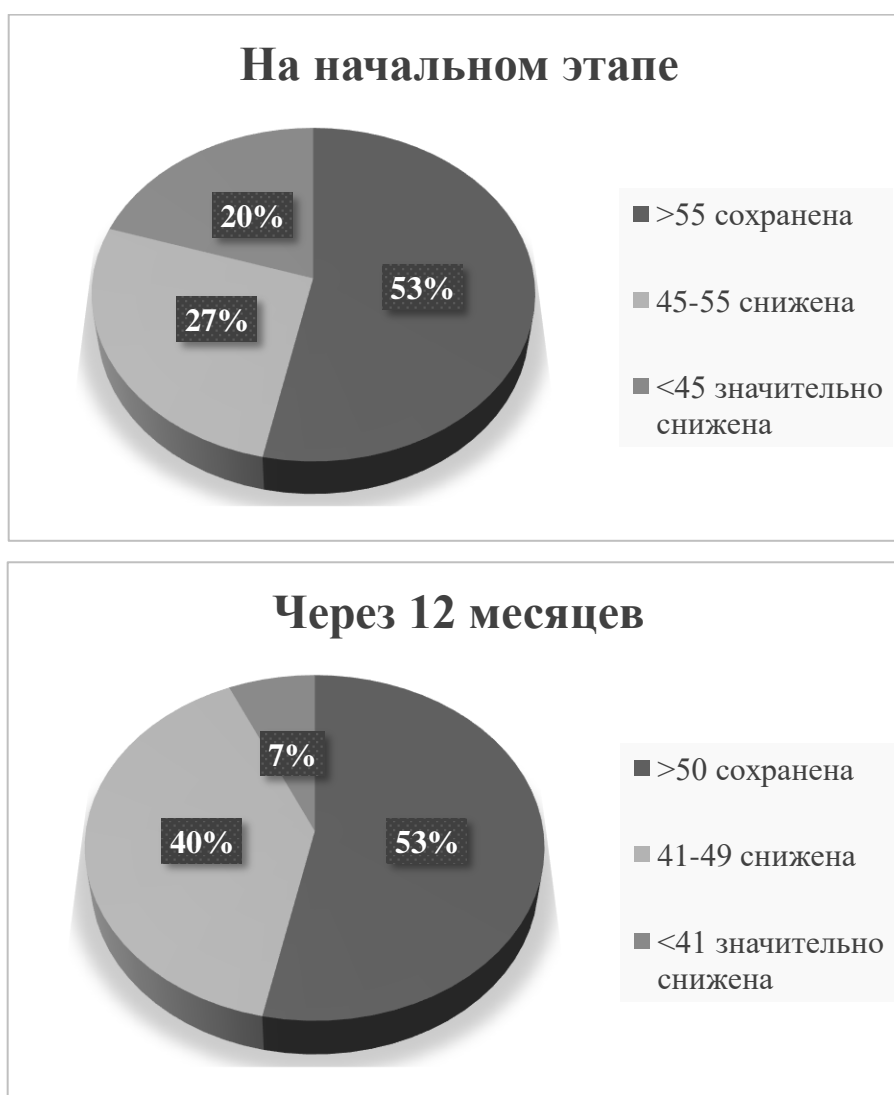 На начальном этапе
20%
53%
27%
>55 сохранена
45-55 снижена
<45 значительно
снижена
Через 12 месяцев
7%
40%
53%
>50 сохранена
41-49 снижена
<41 значительно
снижена